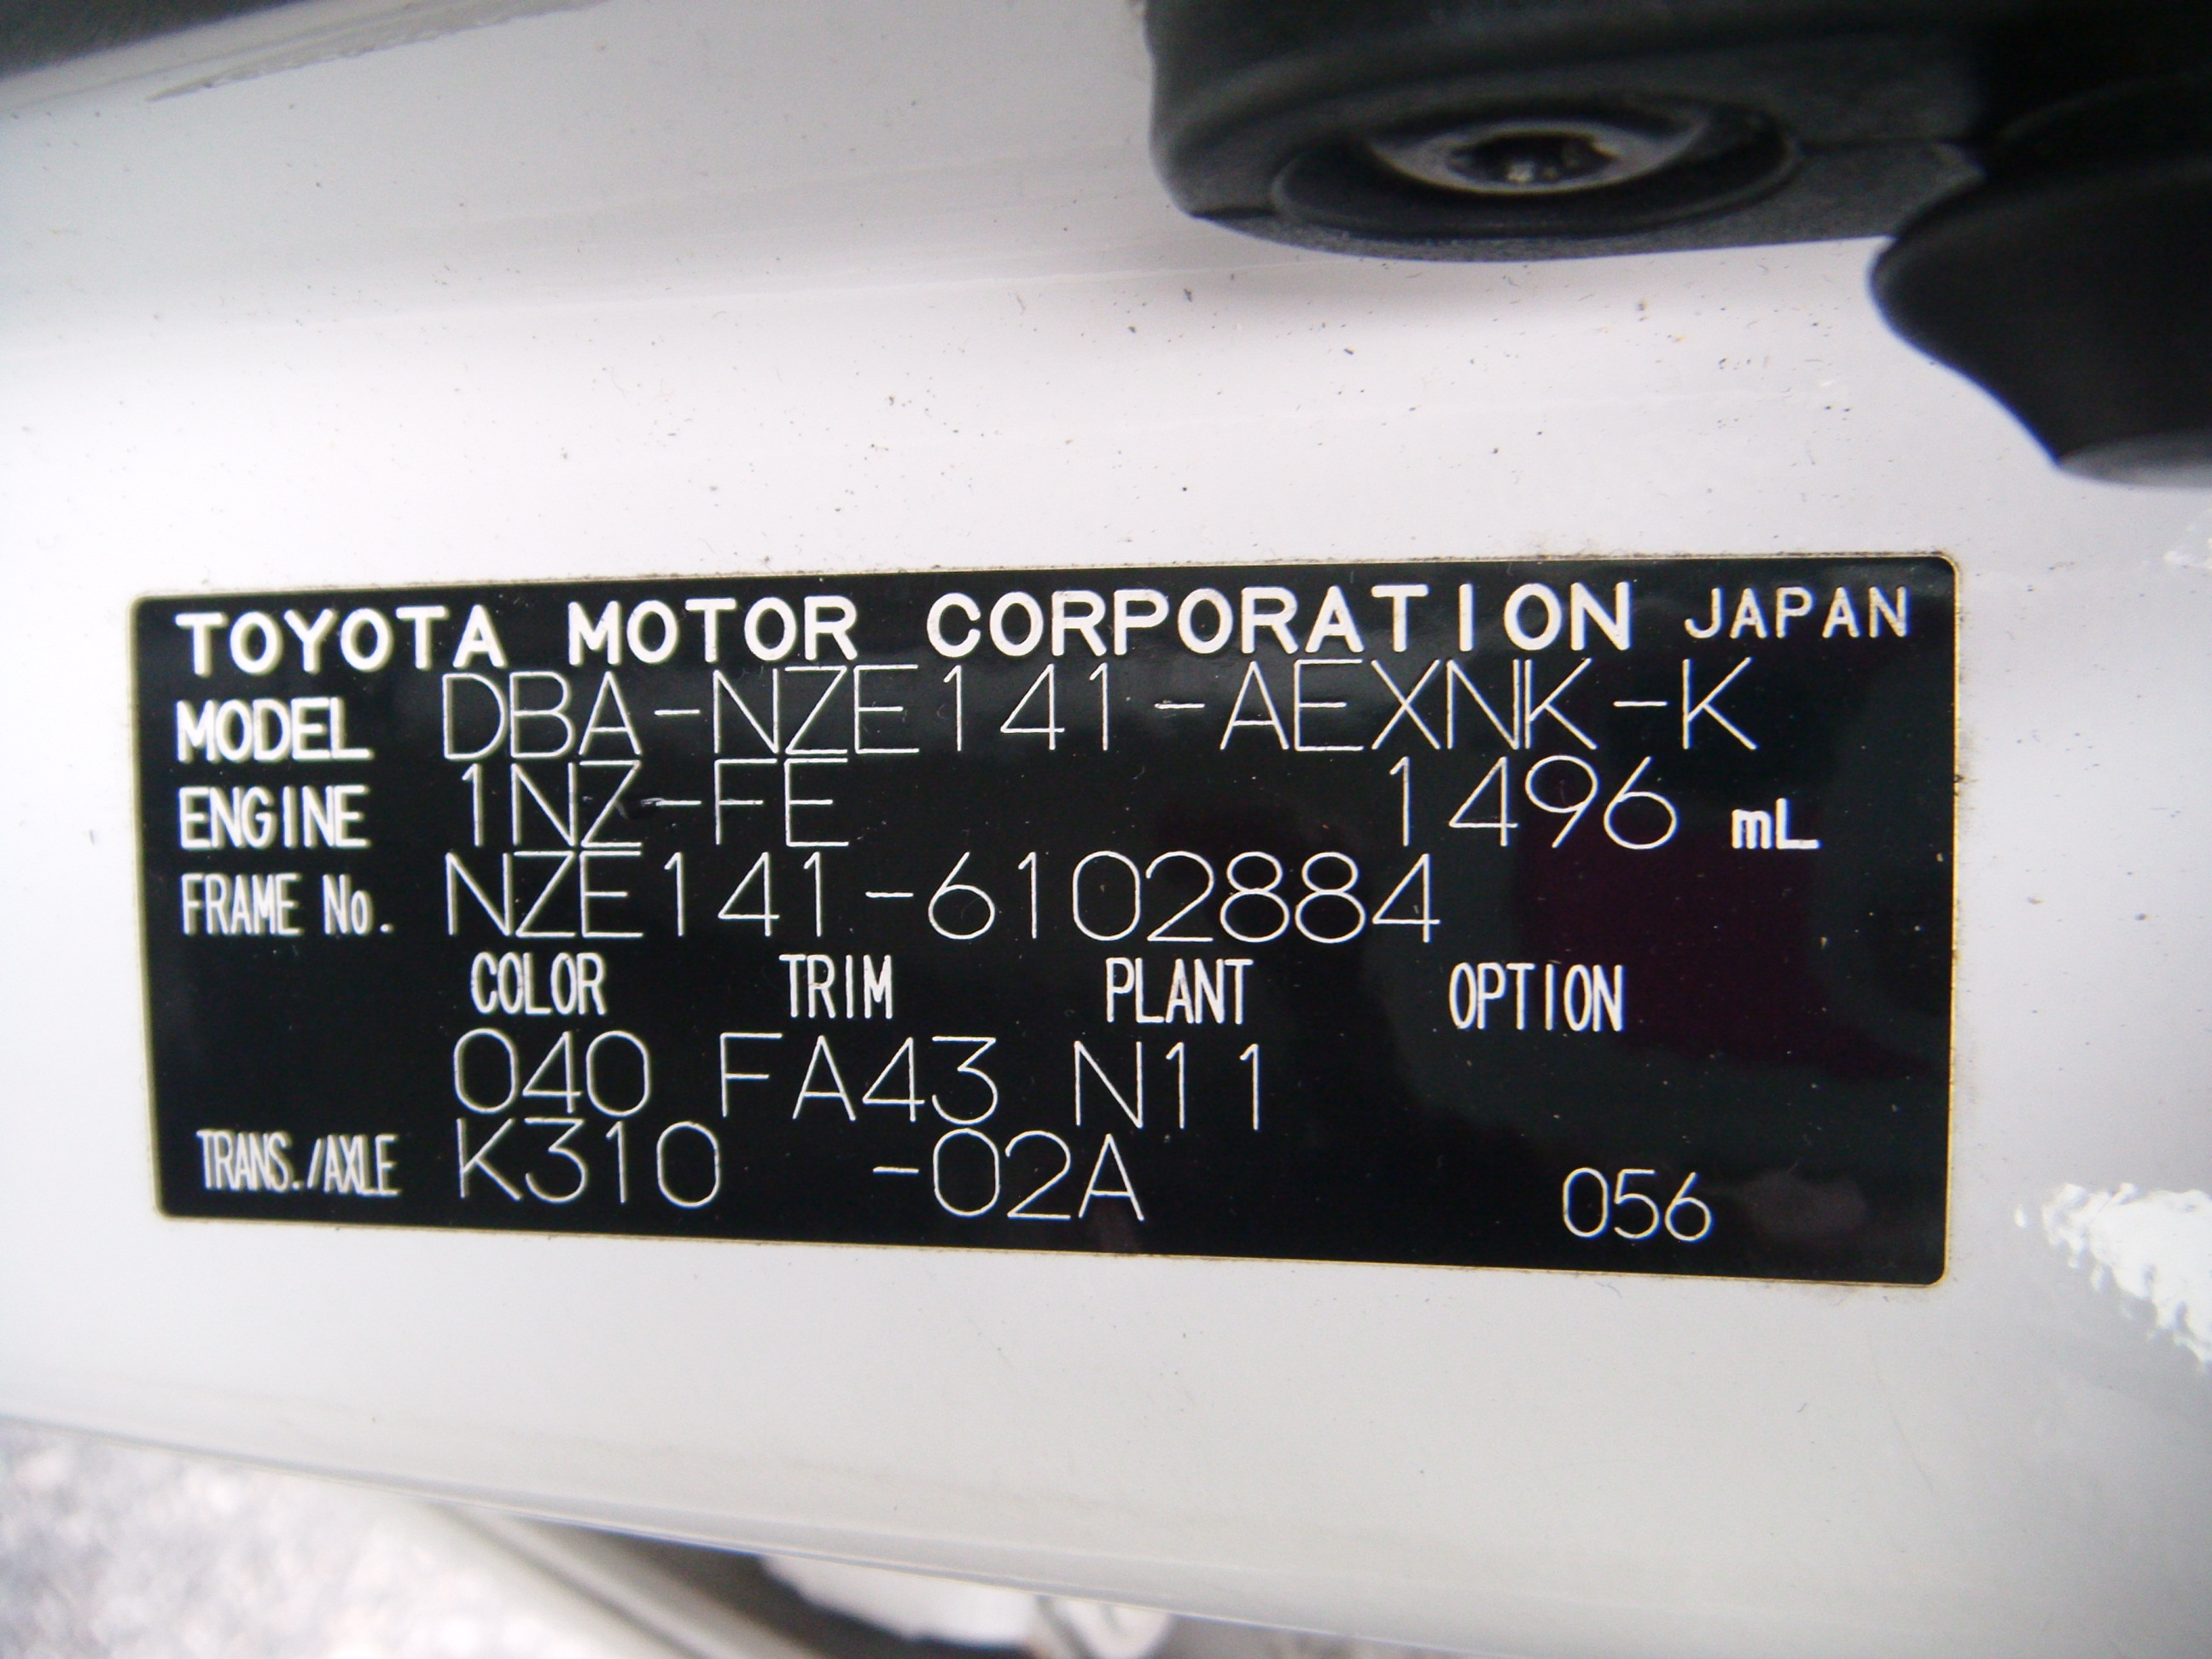 TOYOTA MOTOR CORPORATION JAPAN
MODEL DBA-NZE141-AEXNK-K
ENGINE 1NZ-FE 1496 mL
FRAME No. NZE141-6102884
COLOR TRIM PLANT OPTION
040 FA43 N11
TRANS./AXLE K310 -02A 056